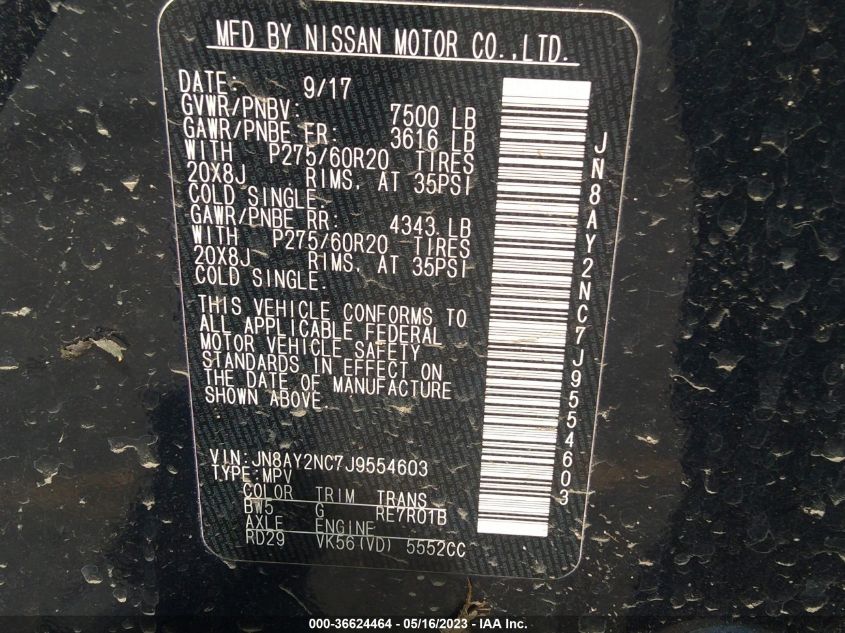 MFD BY NISSAN MOTOR CO.,LTD.
DATE: 9/17
GVWR/PNBV: 7500 LB
GAWR/PNBE FR: 3616 LB
WITH P275/60R20 TIRES
20X8J RIMS, AT 35PSI
COLD SINGLE.
GAWR/PNBE RR: 4343 LB
WITH P275/60R20 TIRES
20X8J RIMS, AT 35PSI
COLD SINGLE.
THIS VEHICLE CONFORMS TO
ALL APPLICABLE FEDERAL
MOTOR VEHICLE SAFETY
STANDARDS IN EFFECT ON
THE DATE OF MANUFACTURE
SHOWN ABOVE.
VIN:JN8AY2NC7J9554603
TYPE:MPV
COLOR TRIM TRANS
BW5 G RE7R01B
AXLE ENGINE
RD29 VK56(VD) 5552CC
JN8AY2NC7J9554603
000-36624464 - 05/16/2023 - IAA Inc.